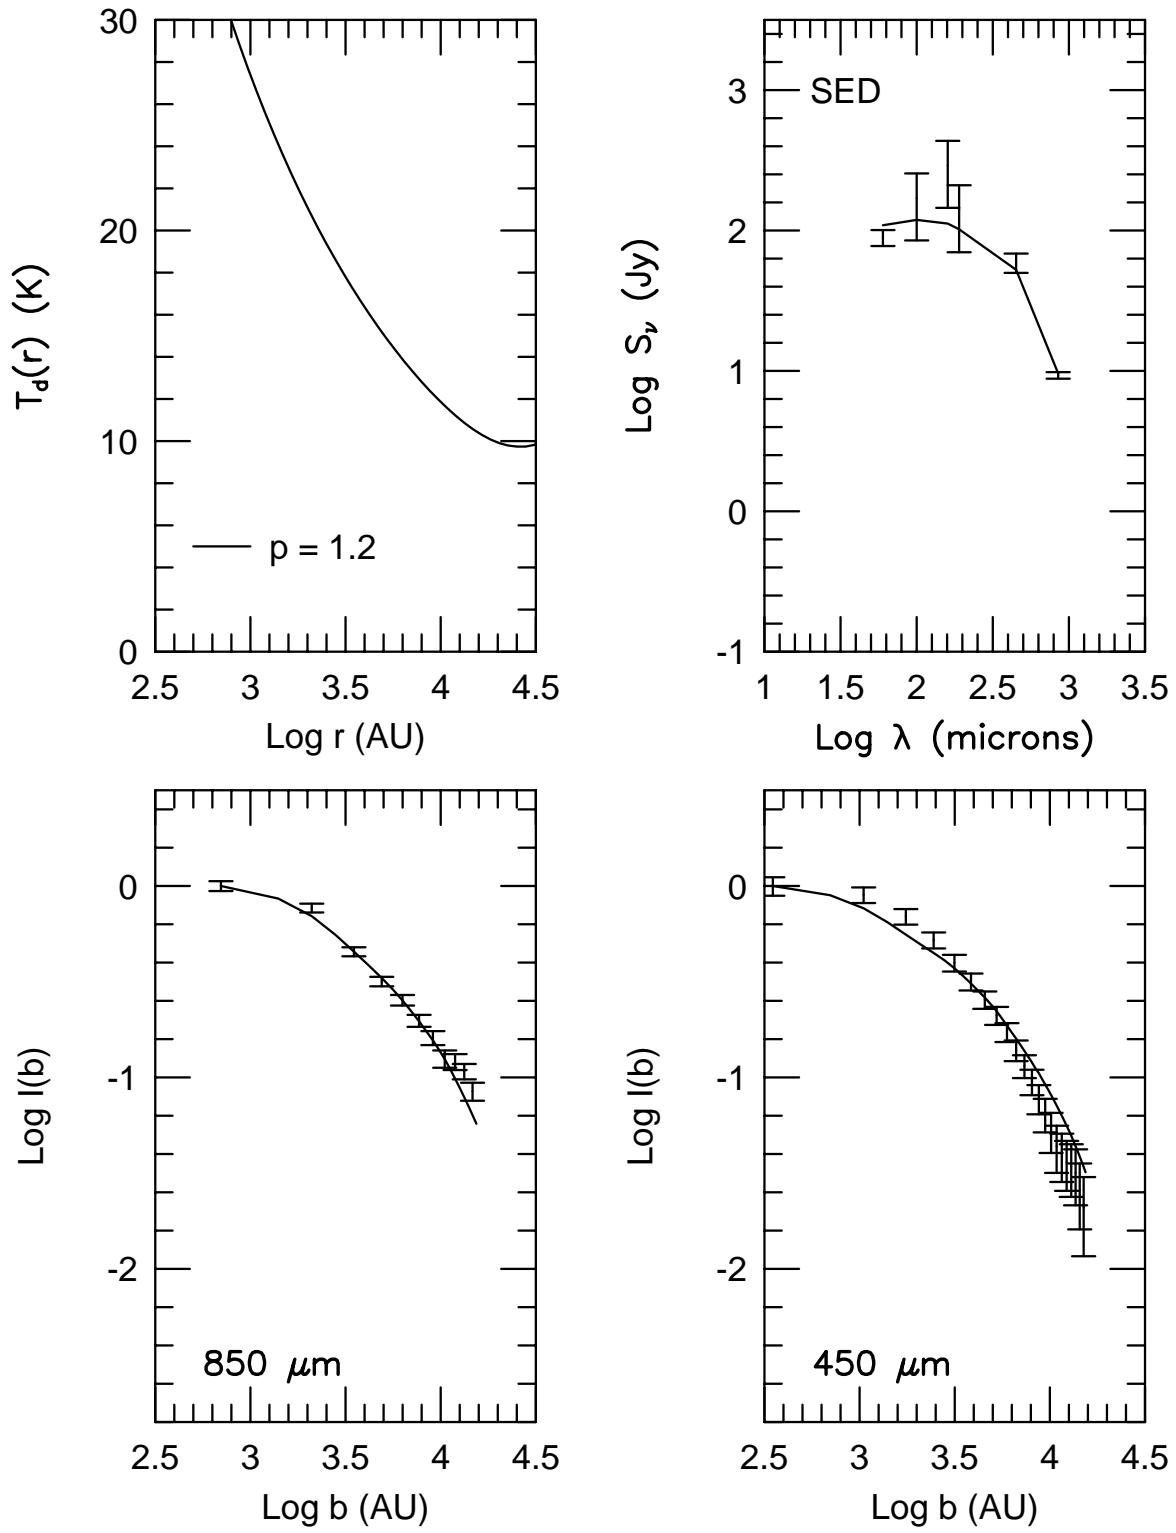 30
20
10
0
T_d(r) (K)
p = 1.2
2.5 3 3.5 4 4.5
Log r (AU)
3
2
1
0
-1
Log S_ν (Jy)
SED
1 1.5 2 2.5 3 3.5
Log λ (microns)
0
-1
-2
Log I(b)
850 μm
2.5 3 3.5 4 4.5
Log b (AU)
0
-1
-2
Log I(b)
450 μm
2.5 3 3.5 4 4.5
Log b (AU)